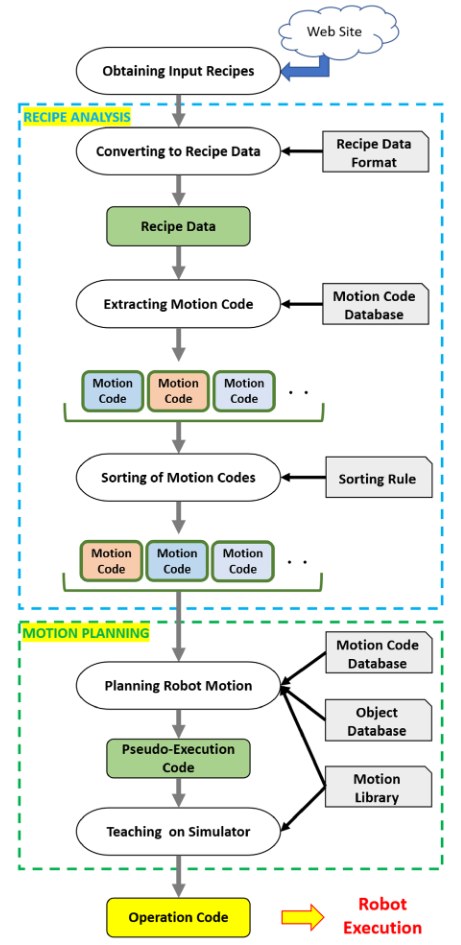 Web Site
Obtaining Input Recipes
RECIPE ANALYSIS
Converting to Recipe Data
Recipe Data
Format
Recipe Data
Extracting Motion Code
Motion Code
Database
Motion
Code
Motion
Code
Motion
Code
. .
Sorting of Motion Codes
Sorting Rule
Motion
Code
Motion
Code
Motion
Code
. .
MOTION PLANNING
Motion Code
Database
Planning Robot Motion
Object
Database
Pseudo-Execution
Code
Motion
Library
Teaching on Simulator
Operation Code
Robot
Execution